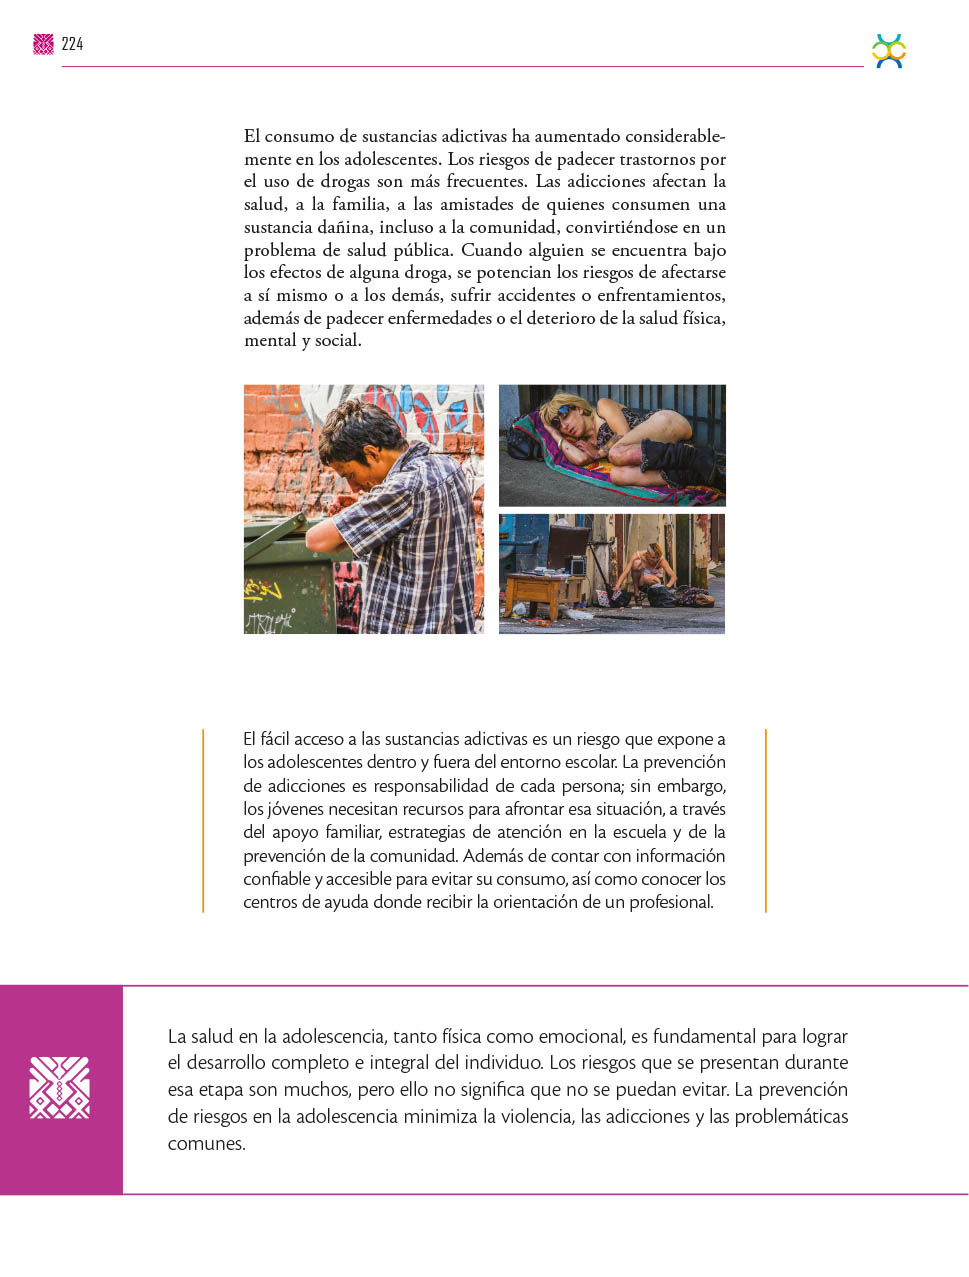 224
El consumo de sustancias adictivas ha aumentado considerable-
mente en los adolescentes. Los riesgos de padecer trastornos por
el uso de drogas son más frecuentes. Las adicciones afectan la
salud, a la familia, a las amistades de quienes consumen una
sustancia dañina, incluso a la comunidad, convirtiéndose en un
problema de salud pública. Cuando alguien se encuentra bajo
los efectos de alguna droga, se potencian los riesgos de afectarse
a sí mismo o a los demás, sufrir accidentes o enfrentamientos,
además de padecer enfermedades o el deterioro de la salud física,
mental y social.
El fácil acceso a las sustancias adictivas es un riesgo que expone a
los adolescentes dentro y fuera del entorno escolar. La prevención
de adicciones es responsabilidad de cada persona; sin embargo,
los jóvenes necesitan recursos para afrontar esa situación, a través
del apoyo familiar, estrategias de atención en la escuela y de la
prevención de la comunidad. Además de contar con información
confiable y accesible para evitar su consumo, así como conocer los
centros de ayuda donde recibir la orientación de un profesional.
La salud en la adolescencia, tanto física como emocional, es fundamental para lograr
el desarrollo completo e integral del individuo. Los riesgos que se presentan durante
esa etapa son muchos, pero ello no significa que no se puedan evitar. La prevención
de riesgos en la adolescencia minimiza la violencia, las adicciones y las problemáticas
comunes.